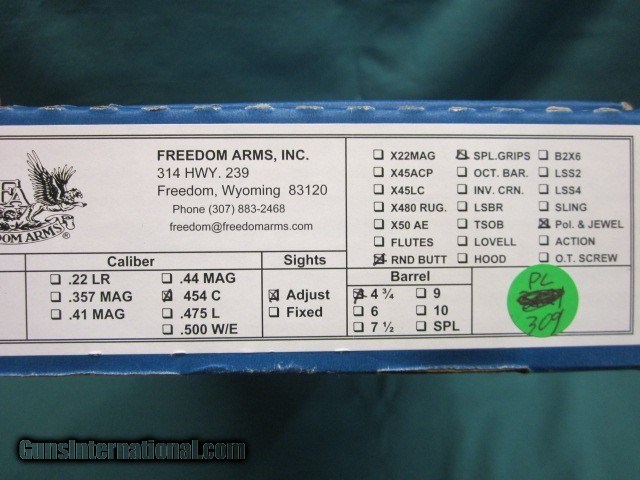 FA
DOM ARMS ®
FREEDOM ARMS, INC.
314 HWY. 239
Freedom, Wyoming 83120
Phone (307) 883-2468
freedom@freedomarms.com
X22MAG SPL.GRIPS B2X6
X45ACP OCT. BAR. LSS2
X45LC INV. CRN. LSS4
X480 RUG. LSBR SLING
X50 AE TSOB Pol. & JEWEL
FLUTES LOVELL ACTION
RND BUTT HOOD O.T. SCREW
Caliber
.22 LR .44 MAG
.357 MAG 454 C
.41 MAG .475 L
.500 W/E
Sights
Adjust
Fixed
Barrel
4 ¾ 9
6 10
7 ½ SPL
PC
309
GunsInternational.com